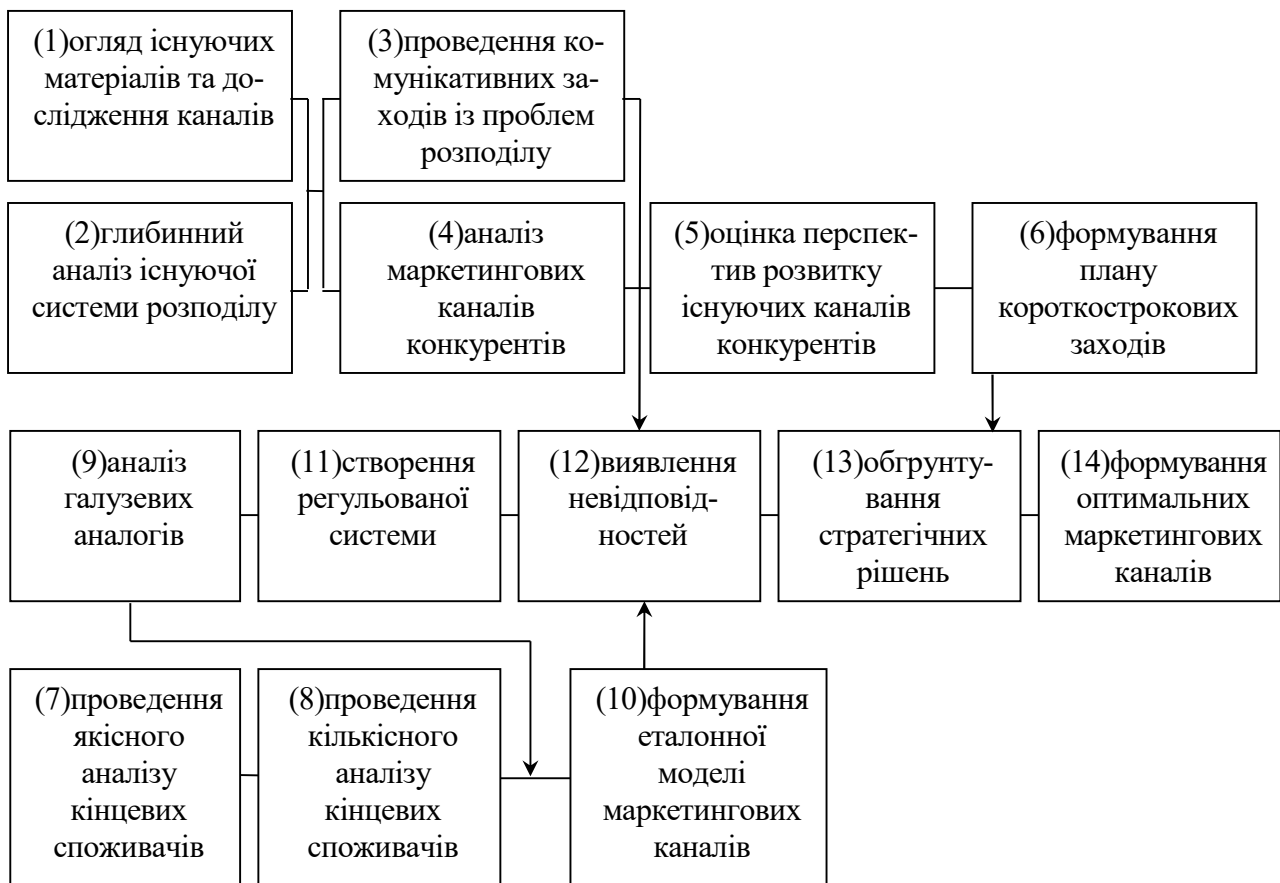 (1)огляд існуючих
матеріалів та до-
слідження каналів
(3)проведення ко-
мунікативних за-
ходів із проблем
розподілу
(2)глибинний
аналіз існуючої
системи розподілу
(4)аналіз
маркетингових
каналів
конкурентів
(5)оцінка перспек-
тив розвитку
існуючих каналів
конкурентів
(6)формування
плану
короткострокових
заходів
(9)аналіз
галузевих
аналогів
(11)створення
регульованої
системи
(12)виявлення
невідповід-
ностей
(13)обгрунту-
вання
стратегічних
рішень
(14)формування
оптимальних
маркетингових
каналів
(7)проведення
якісного
аналізу
кінцевих
споживачів
(8)проведення
кількісного
аналізу
кінцевих
споживачів
(10)формування
еталонної
моделі
маркетингових
каналів